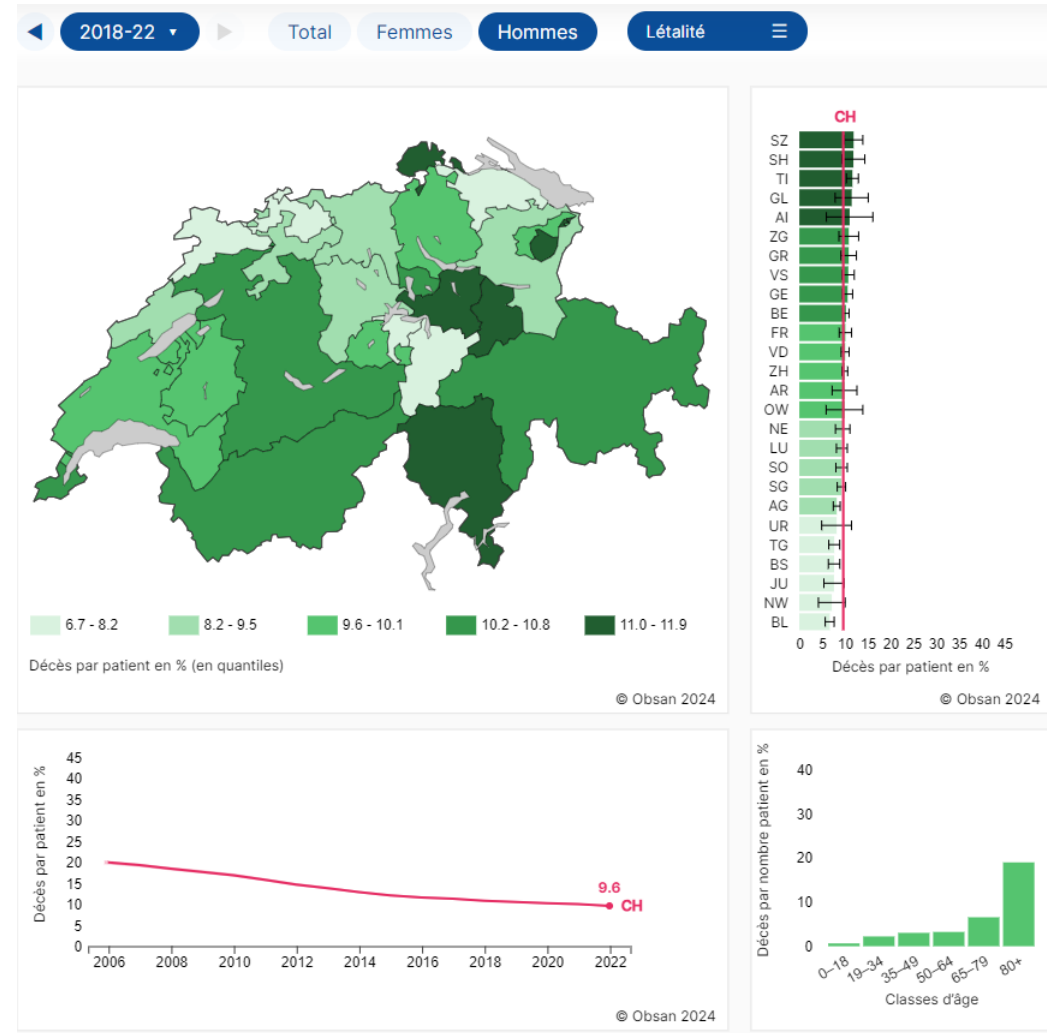 2018-22
Total
Femmes
Hommes
Létalité
6.7 - 8.2
8.2 - 9.5
9.6 - 10.1
10.2 - 10.8
11.0 - 11.9
Décès par patient en % (en quantiles)
© Obsan 2024
CH
SZ
SH
TI
GL
AI
ZG
GR
VS
GE
BE
FR
VD
ZH
AR
OW
NE
LU
SO
SG
AG
UR
TG
BS
JU
NW
BL
0 5 10 15 20 25 30 35 40 45
Décès par patient en %
© Obsan 2024
Décès par patient en %
45
40
35
30
25
20
15
10
5
0
9.6
CH
2006 2008 2010 2012 2014 2016 2018 2020 2022
© Obsan 2024
Décès par nombre patient en %
40
30
20
10
0
0–18 19–34 35–49 50–64 65–79 80+
Classes d'âge